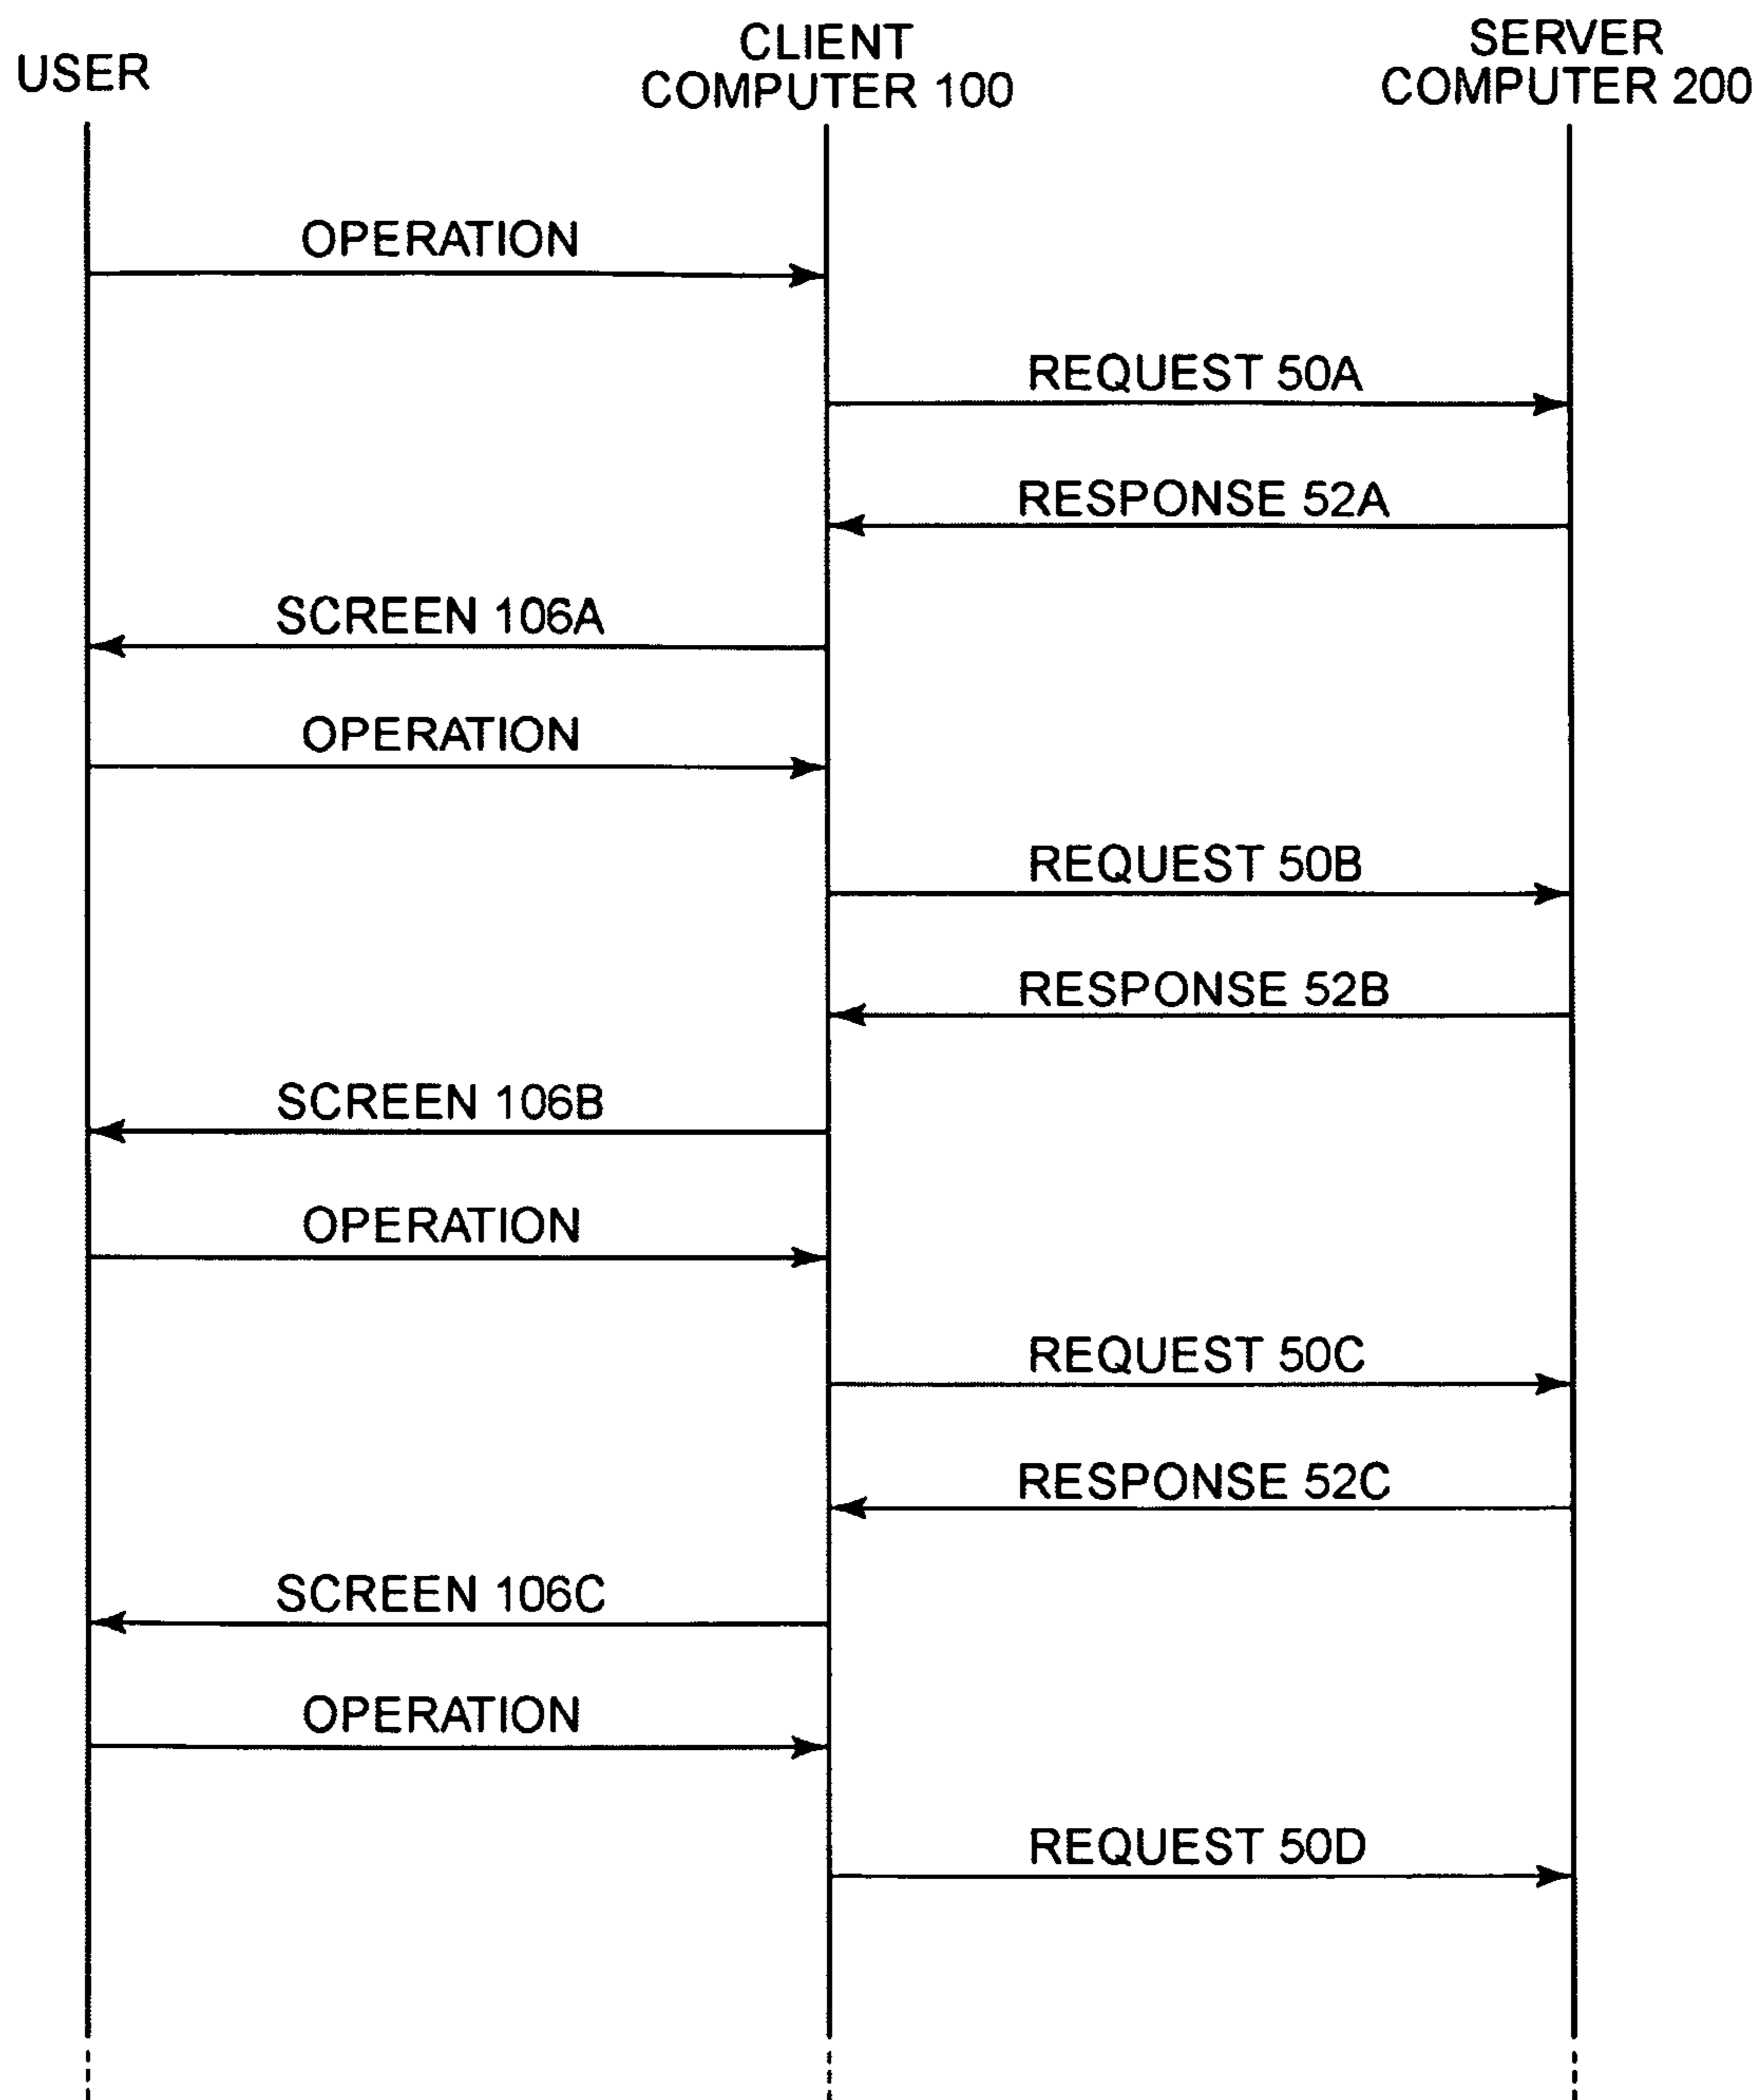 USER
CLIENT
COMPUTER 100
SERVER
COMPUTER 200
OPERATION
REQUEST 50A
RESPONSE 52A
SCREEN 106A
OPERATION
REQUEST 50B
RESPONSE 52B
SCREEN 106B
OPERATION
REQUEST 50C
RESPONSE 52C
SCREEN 106C
OPERATION
REQUEST 50D